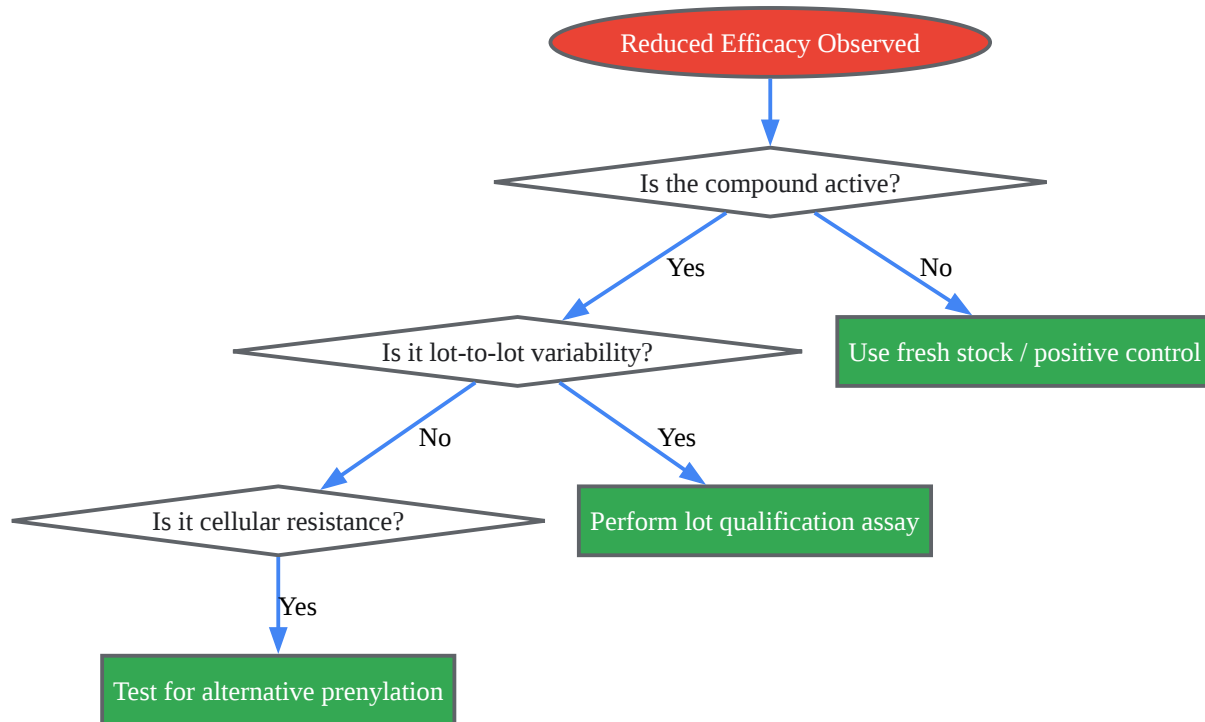 Reduced Efficacy Observed
Is the compound active?
Yes
No
Is it lot-to-lot variability?
Use fresh stock / positive control
No
Yes
Is it cellular resistance?
Perform lot qualification assay
Yes
Test for alternative prenylation